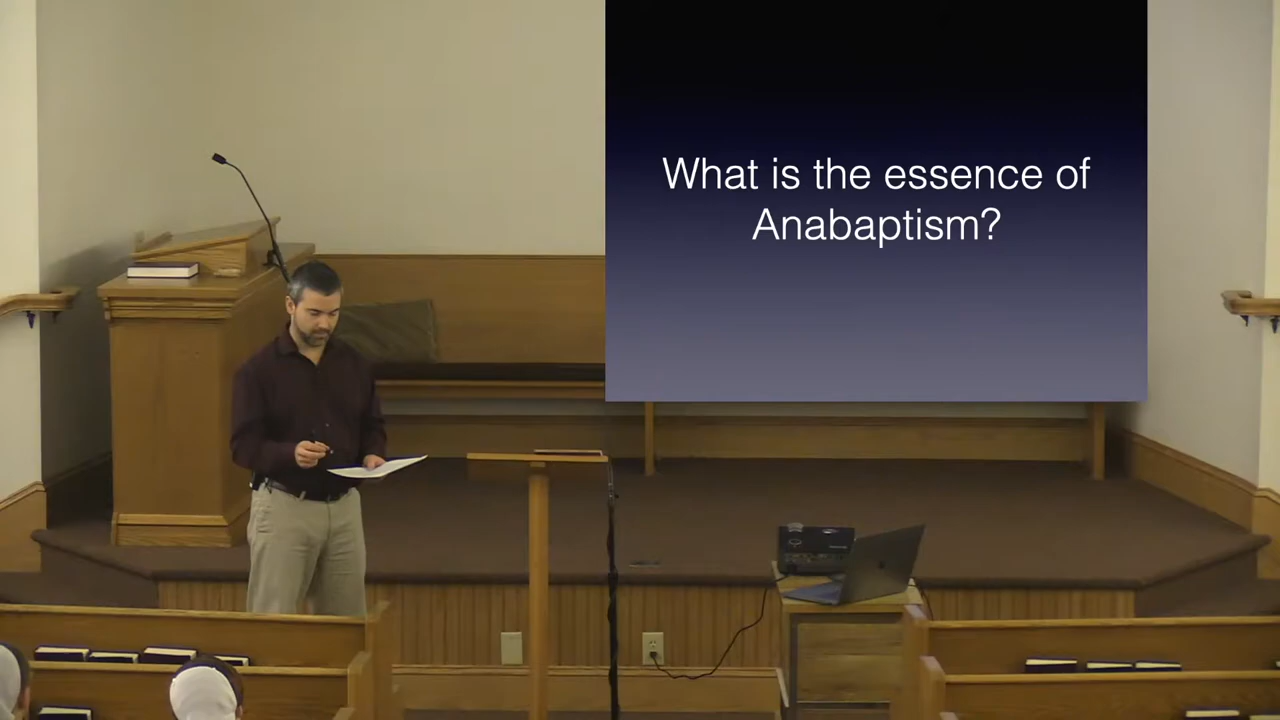 What is the essence of
Anabaptism?